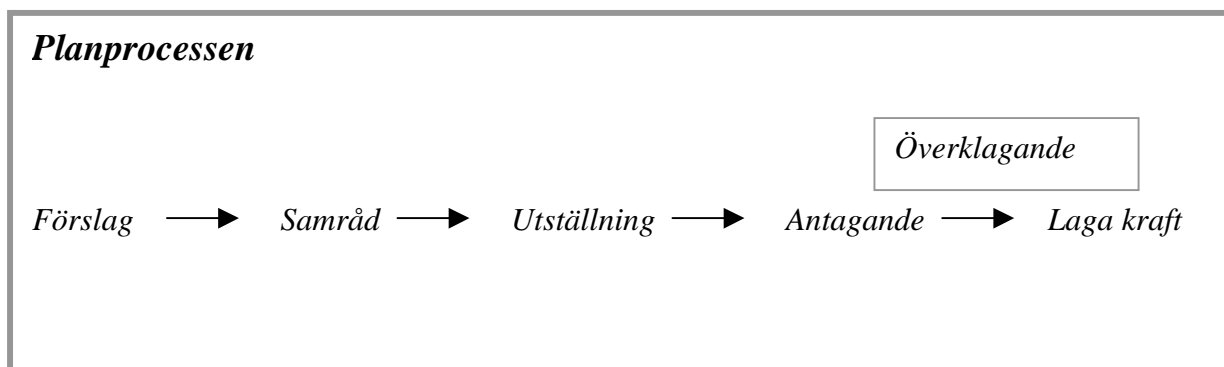 Planprocessen
Överklagande
Förslag Samråd Utställning Antagande Laga kraft